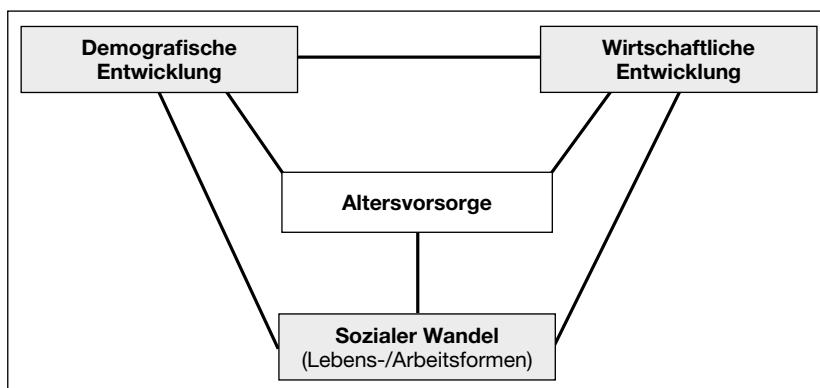 Demografische
Entwicklung
Wirtschaftliche
Entwicklung
Altersvorsorge
Sozialer Wandel
(Lebens-/Arbeitsformen)